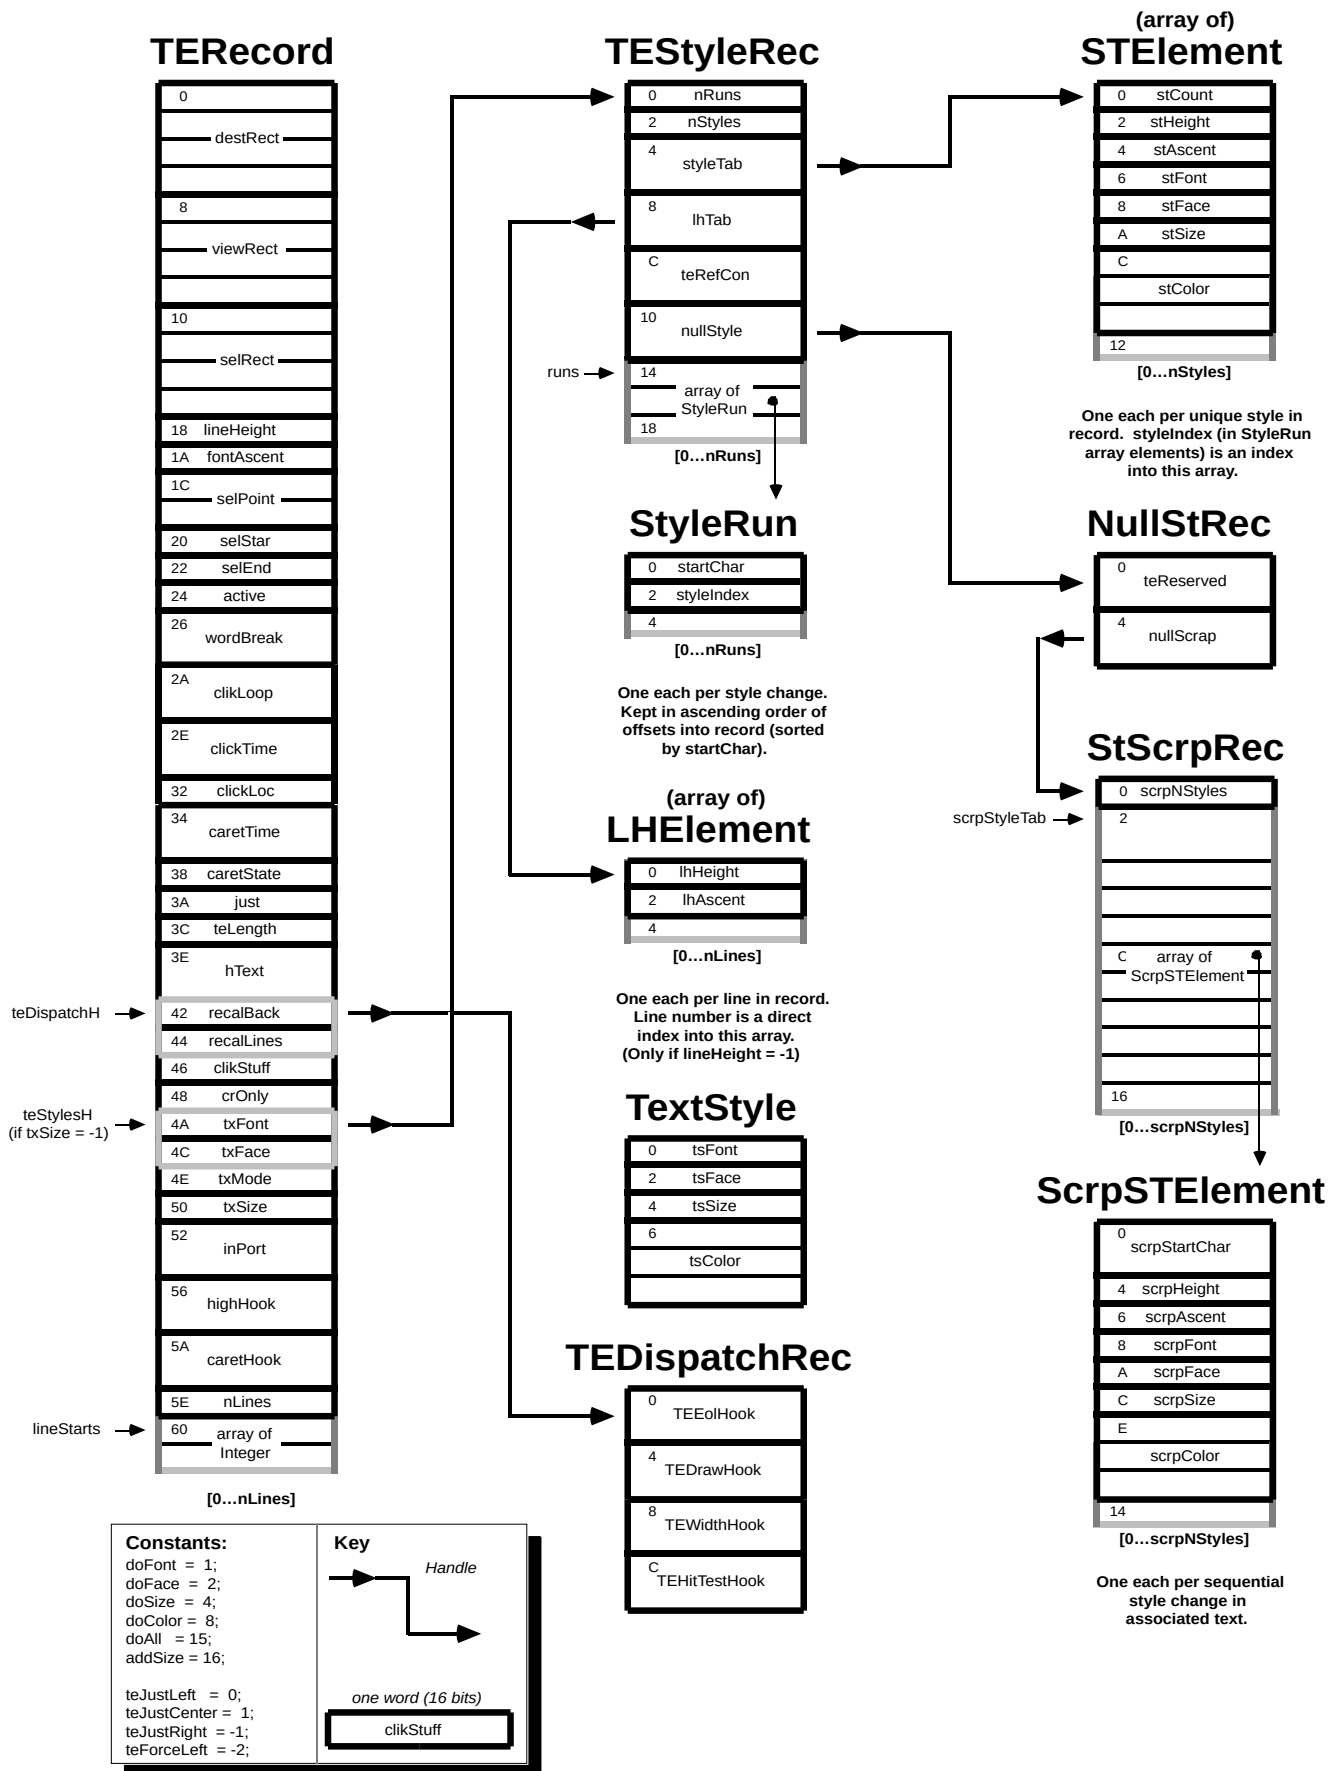 TERecord
0
destRect
8
viewRect
10
selRect
18 lineHeight
1A fontAscent
1C
selPoint
20 selStar
22 selEnd
24 active
26
wordBreak
2A
clikLoop
2E
clickTime
32 clickLoc
34
caretTime
38 caretState
3A just
3C teLength
3E
hText
teDispatchH
42 recalBack
44 recalLines
46 clikStuff
48 crOnly
teStylesH
(if txSize = -1)
4A txFont
4C txFace
4E txMode
50 txSize
52
inPort
56
highHook
5A
caretHook
5E nLines
lineStarts
60
array of
Integer
[0...nLines]
Constants:
doFont = 1;
doFace = 2;
doSize = 4;
doColor = 8;
doAll = 15;
addSize = 16;
teJustLeft = 0;
teJustCenter = 1;
teJustRight = -1;
teForceLeft = -2;
Key
Handle
one word (16 bits)
clikStuff
TEStyleRec
0 nRuns
2 nStyles
4
styleTab
8
lhTab
C
teRefCon
10
nullStyle
runs
14
array of
StyleRun
18
[0...nRuns]
StyleRun
0 startChar
2 styleIndex
4
[0...nRuns]
One each per style change.
Kept in ascending order of
offsets into record (sorted
by startChar).
(array of)
LHElement
0 lhHeight
2 lhAscent
4
[0...nLines]
One each per line in record.
Line number is a direct
index into this array.
(Only if lineHeight = -1)
TextStyle
0 tsFont
2 tsFace
4 tsSize
6
tsColor
TEDispatchRec
0
TEEolHook
4
TEDrawHook
8
TEWidthHook
C
TEHitTestHook
(array of)
STElement
0 stCount
2 stHeight
4 stAscent
6 stFont
8 stFace
A stSize
C
stColor
12
[0...nStyles]
One each per unique style in
record. styleIndex (in StyleRun
array elements) is an index
into this array.
NullStRec
0
teReserved
4
nullScrap
StScrpRec
0 scrpNStyles
scrpStyleTab
2
C
array of
ScrpSTElement
16
[0...scrpNStyles]
ScrpSTElement
0
scrpStartChar
4 scrpHeight
6 scrpAscent
8 scrpFont
A scrpFace
C scrpSize
E
scrpColor
14
[0...scrpNStyles]
One each per sequential
style change in
associated text.